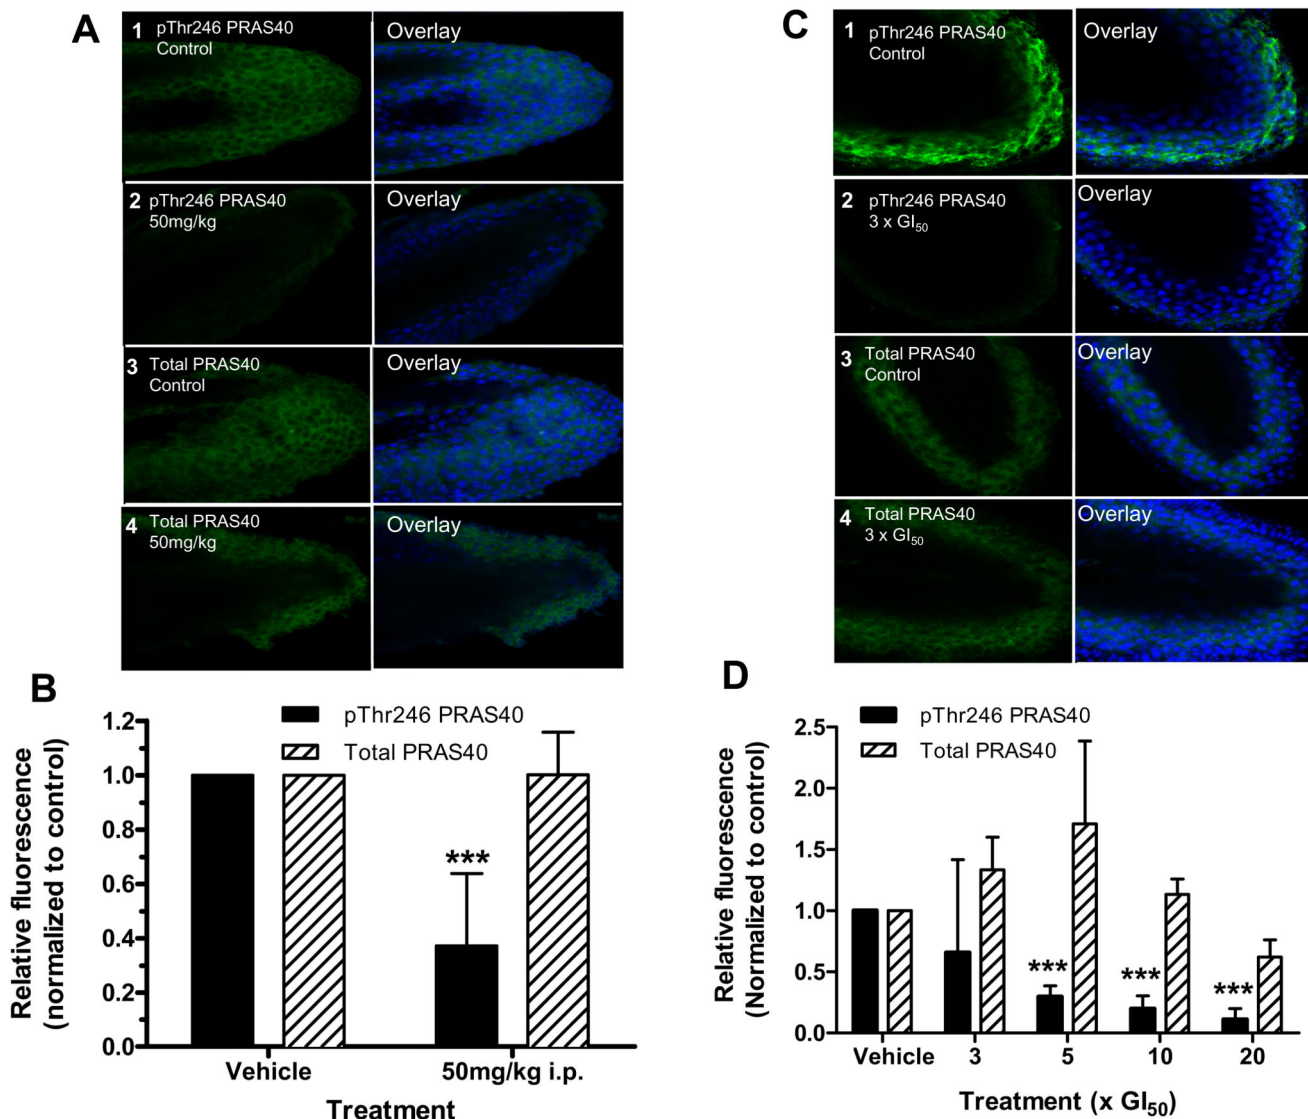 A
1 pThr246 PRAS40
Control
Overlay
2 pThr246 PRAS40
50mg/kg
Overlay
3 Total PRAS40
Control
Overlay
4 Total PRAS40
50mg/kg
Overlay
B
pThr246 PRAS40
Total PRAS40
Relative fluorescence
(normalized to control)
1.2
1.0
0.8
0.6
0.4
0.2
0.0
***
Vehicle
50mg/kg i.p.
Treatment
C
1 pThr246 PRAS40
Control
Overlay
2 pThr246 PRAS40
3 x GI₅₀
Overlay
3 Total PRAS40
Control
Overlay
4 Total PRAS40
3 x GI₅₀
Overlay
D
pThr246 PRAS40
Total PRAS40
Relative fluorescence
(Normalized to control)
2.5
2.0
1.5
1.0
0.5
0.0
*** *** ***
Vehicle 3 5 10 20
Treatment (x GI₅₀)